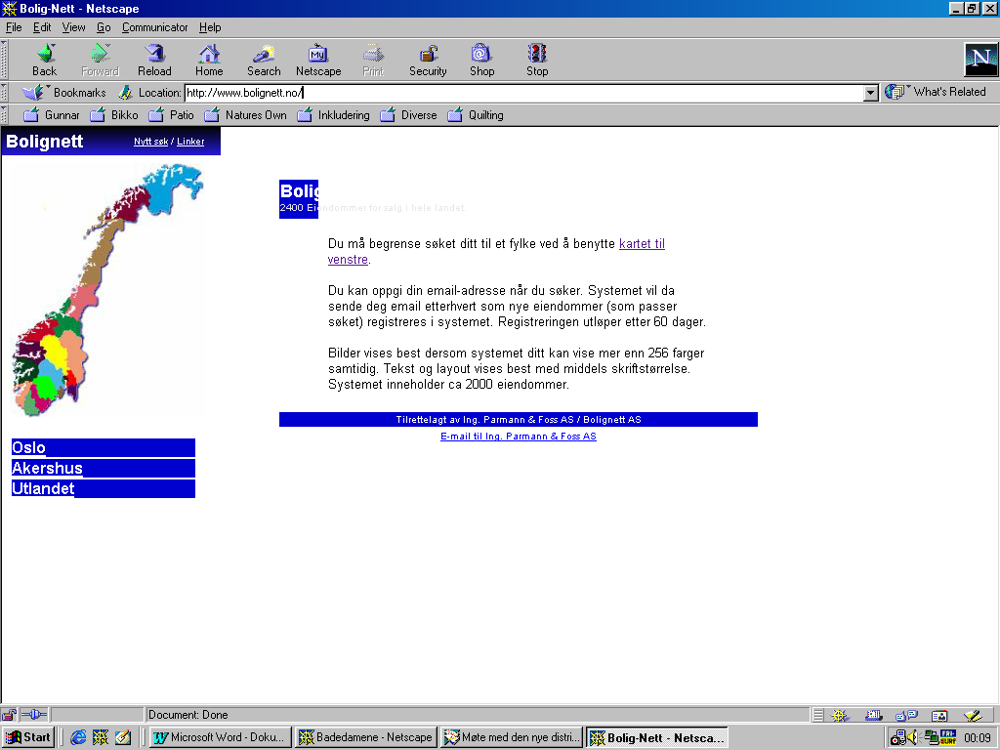 Bolig-Nett - Netscape
File Edit View Go Communicator Help
Back Forward Reload Home Search Netscape Print Security Shop Stop
My
N
Bookmarks Location: http://www.bolignett.no/ What's Related
Gunnar Bikko Patio Natures Own Inkludering Diverse Quilting
Bolignett Nytt søk / Linker
Bolig
2400 Eiendommer for salg i hele landet.
Du må begrense søket ditt til et fylke ved å benytte kartet til
venstre.
Du kan oppgi din email-adresse når du søker. Systemet vil da
sende deg email etterhvert som nye eiendommer (som passer
søket) registreres i systemet. Registreringen utløper etter 60 dager.
Bilder vises best dersom systemet ditt kan vise mer enn 256 farger
samtidig. Tekst og layout vises best med middels skriftstørrelse.
Systemet inneholder ca 2000 eiendommer.
Tilrettelagt av Ing. Parmann & Foss AS / Bolignett AS
E-mail til Ing. Parmann & Foss AS
Oslo
Akershus
Utlandet
Document: Done
Start Microsoft Word - Doku... Badedamene - Netscape Møte med den nye distri... Bolig-Nett - Netsca... FRI SURF 00:09